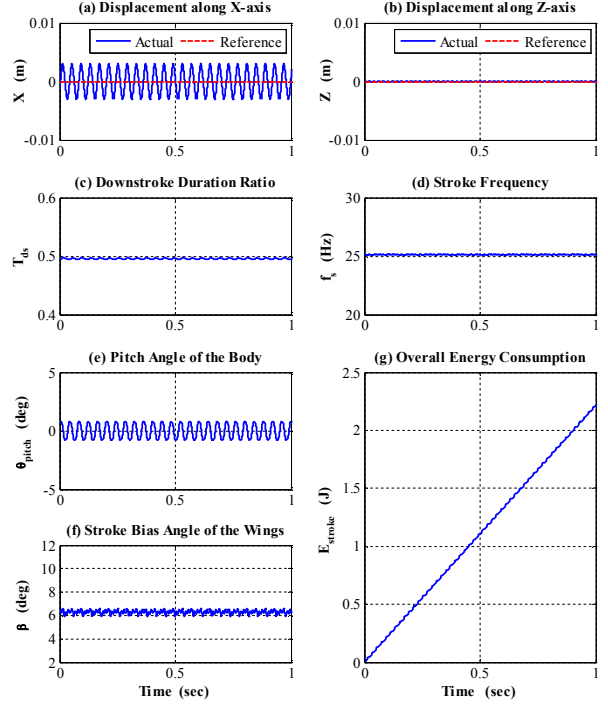 (a) Displacement along X-axis
0.01
0
-0.01
X (m)
Actual
Reference
0
0.5
1
(b) Displacement along Z-axis
0.01
0
-0.01
Z (m)
Actual
Reference
0
0.5
1
(c) Downstroke Duration Ratio
0.6
0.5
0.4
T_ds
0
0.5
1
(d) Stroke Frequency
30
25
20
f_s (Hz)
0
0.5
1
(e) Pitch Angle of the Body
5
0
-5
θ_pitch (deg)
0
0.5
1
(f) Stroke Bias Angle of the Wings
12
10
8
6
4
2
β (deg)
0
0.5
1
Time (sec)
(g) Overall Energy Consumption
2.5
2
1.5
1
0.5
0
E_stroke (J)
0
0.5
1
Time (sec)